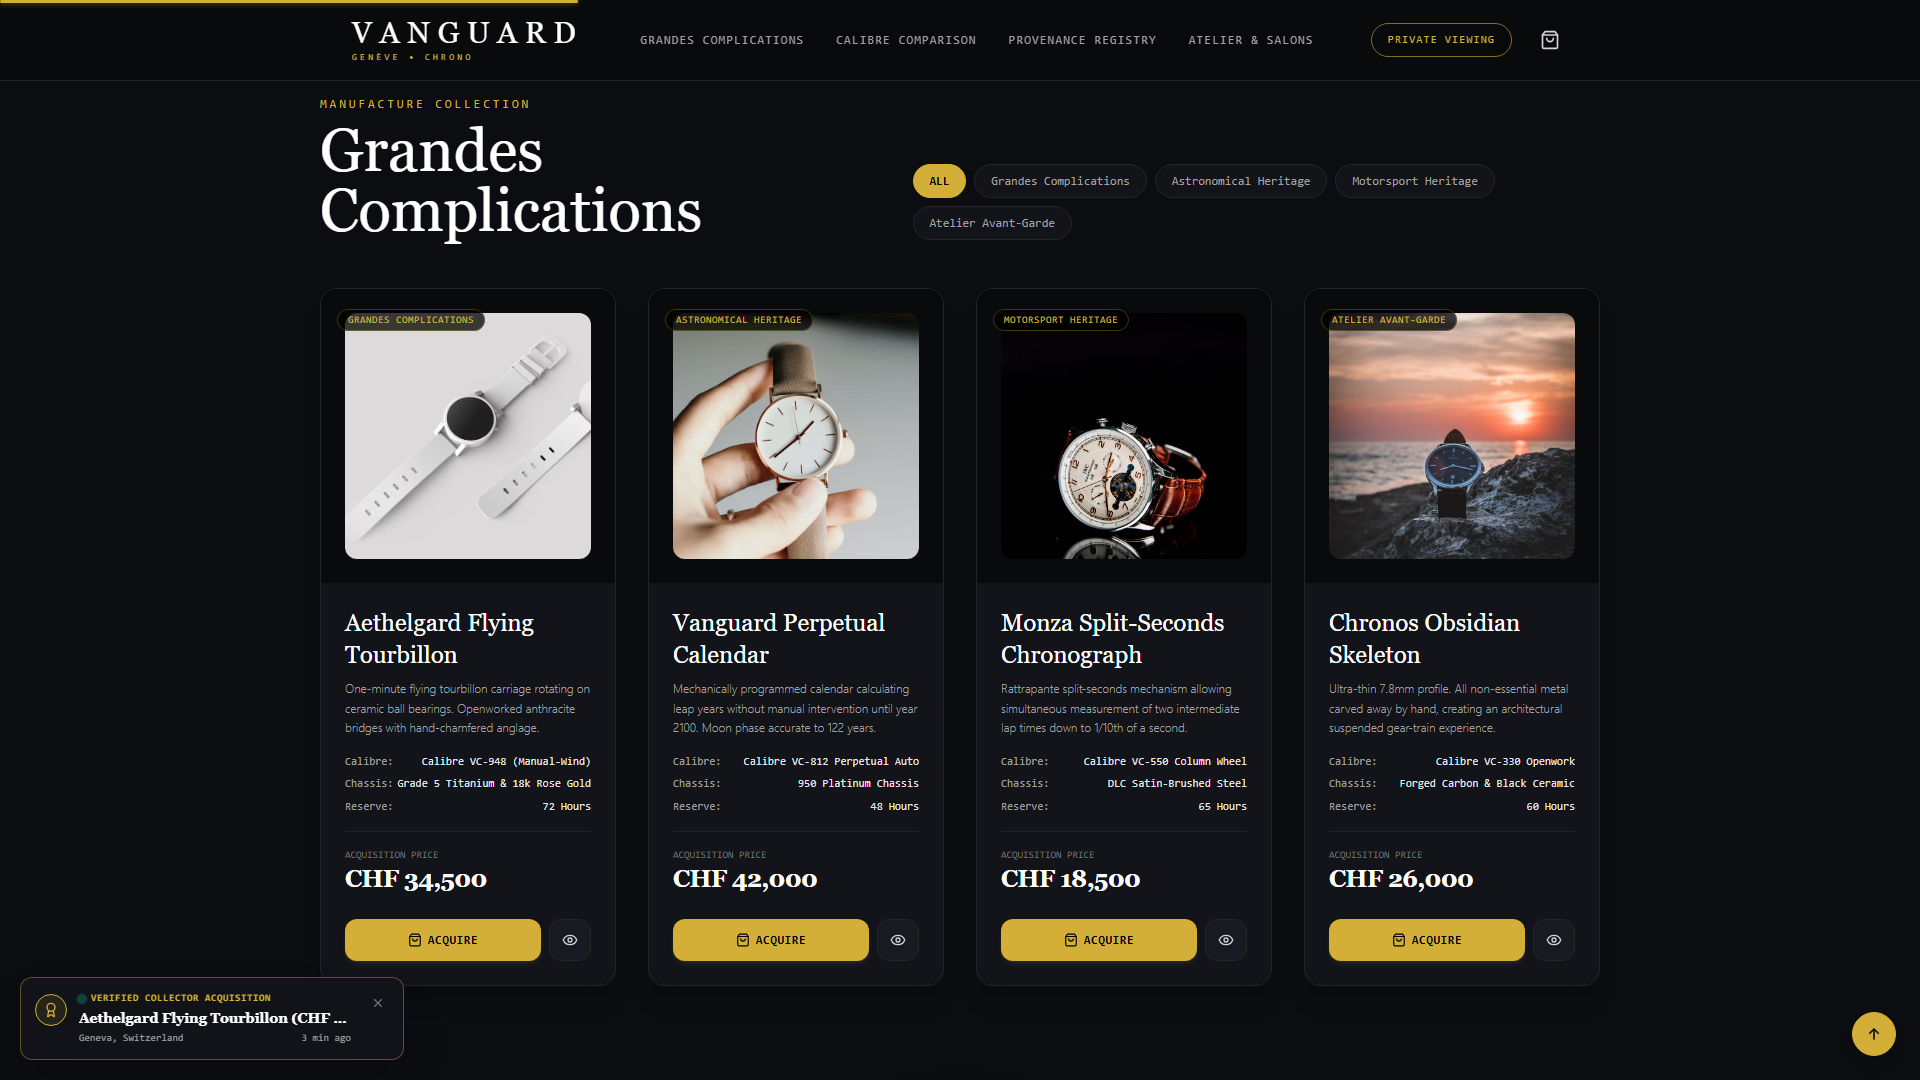 VANGUARD
GENÈVE • CHRONO
GRANDES COMPLICATIONS
CALIBRE COMPARISON
PROVENANCE REGISTRY
ATELIER & SALONS
PRIVATE VIEWING
MANUFACTURE COLLECTION
Grandes
Complications
ALL
Grandes Complications
Astronomical Heritage
Motorsport Heritage
Atelier Avant-Garde
GRANDES COMPLICATIONS
Aethelgard Flying
Tourbillon
One-minute flying tourbillon carriage rotating on
ceramic ball bearings. Openworked anthracite
bridges with hand-chamfered anglage.
Calibre: Calibre VC-948 (Manual-Wind)
Chassis: Grade 5 Titanium & 18k Rose Gold
Reserve: 72 Hours
ACQUISITION PRICE
CHF 34,500
ACQUIRE
ASTRONOMICAL HERITAGE
Vanguard Perpetual
Calendar
Mechanically programmed calendar calculating
leap years without manual intervention until year
2100. Moon phase accurate to 122 years.
Calibre: Calibre VC-812 Perpetual Auto
Chassis: 950 Platinum Chassis
Reserve: 48 Hours
ACQUISITION PRICE
CHF 42,000
ACQUIRE
MOTORSPORT HERITAGE
Monza Split-Seconds
Chronograph
Rattrapante split-seconds mechanism allowing
simultaneous measurement of two intermediate
lap times down to 1/10th of a second.
Calibre: Calibre VC-550 Column Wheel
Chassis: DLC Satin-Brushed Steel
Reserve: 65 Hours
ACQUISITION PRICE
CHF 18,500
ACQUIRE
ATELIER AVANT-GARDE
Chronos Obsidian
Skeleton
Ultra-thin 7.8mm profile. All non-essential metal
carved away by hand, creating an architectural
suspended gear-train experience.
Calibre: Calibre VC-330 Openwork
Chassis: Forged Carbon & Black Ceramic
Reserve: 60 Hours
ACQUISITION PRICE
CHF 26,000
ACQUIRE
VERIFIED COLLECTOR ACQUISITION
Aethelgard Flying Tourbillon (CHF ...
Geneva, Switzerland
3 min ago